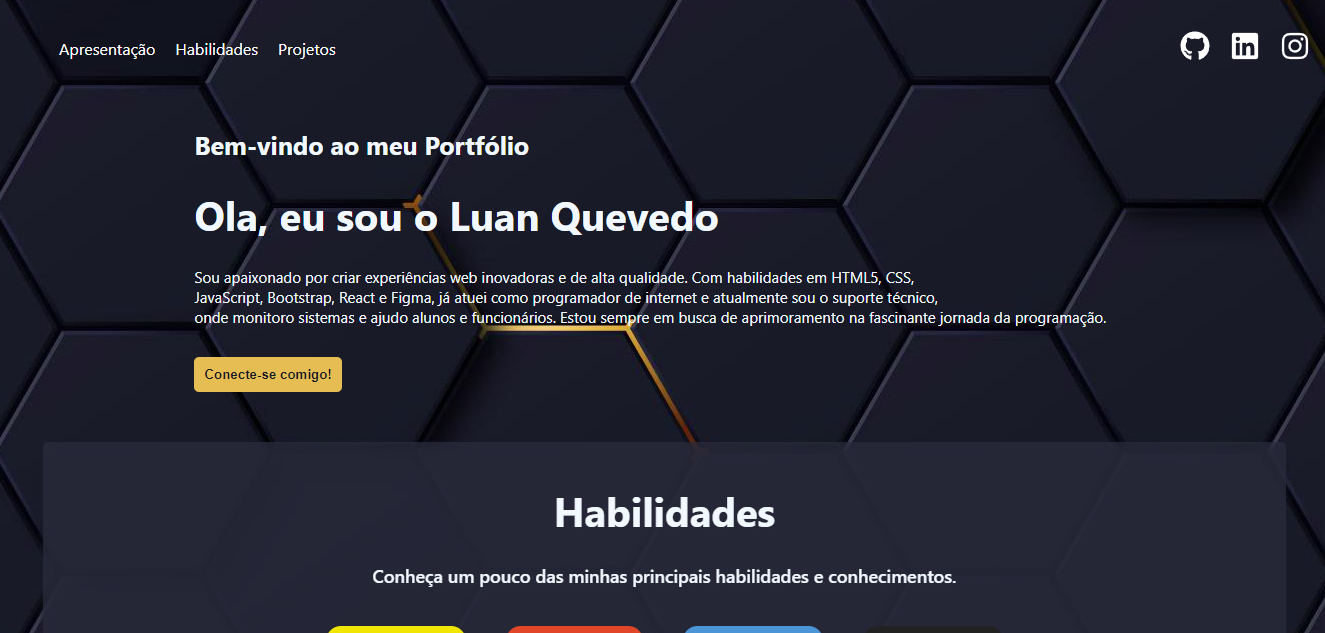 Apresentação Habilidades Projetos
Bem-vindo ao meu Portfólio
Ola, eu sou o Luan Quevedo
Sou apaixonado por criar experiências web inovadoras e de alta qualidade. Com habilidades em HTML5, CSS,
JavaScript, Bootstrap, React e Figma, já atuei como programador de internet e atualmente sou o suporte técnico,
onde monitoro sistemas e ajudo alunos e funcionários. Estou sempre em busca de aprimoramento na fascinante jornada da programação.
Conecte-se comigo!
Habilidades
Conheça um pouco das minhas principais habilidades e conhecimentos.